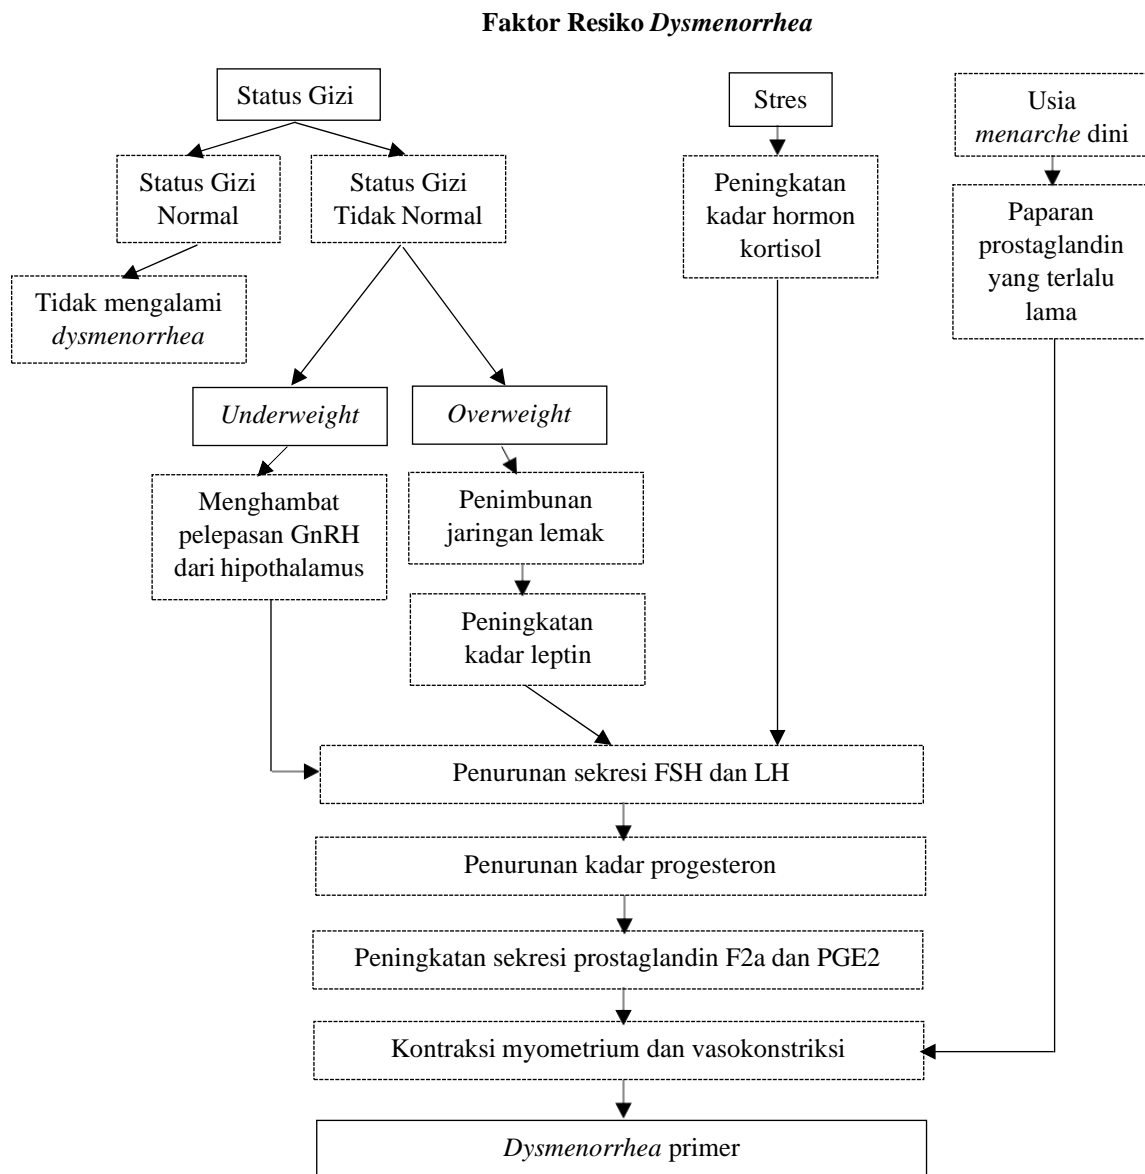 Faktor Resiko Dysmenorrhea
Status Gizi
Stres
Usia
menarche dini
Status Gizi
Normal
Status Gizi
Tidak Normal
Peningkatan
kadar hormon
kortisol
Paparan
prostaglandin
yang terlalu
lama
Tidak mengalami
dysmenorrhea
Underweight
Overweight
Menghambat
pelepasan GnRH
dari hipothalamus
Penimbunan
jaringan lemak
Peningkatan
kadar leptin
Penurunan sekresi FSH dan LH
Penurunan kadar progesteron
Peningkatan sekresi prostaglandin F2a dan PGE2
Kontraksi myometrium dan vasokonstriksi
Dysmenorrhea primer